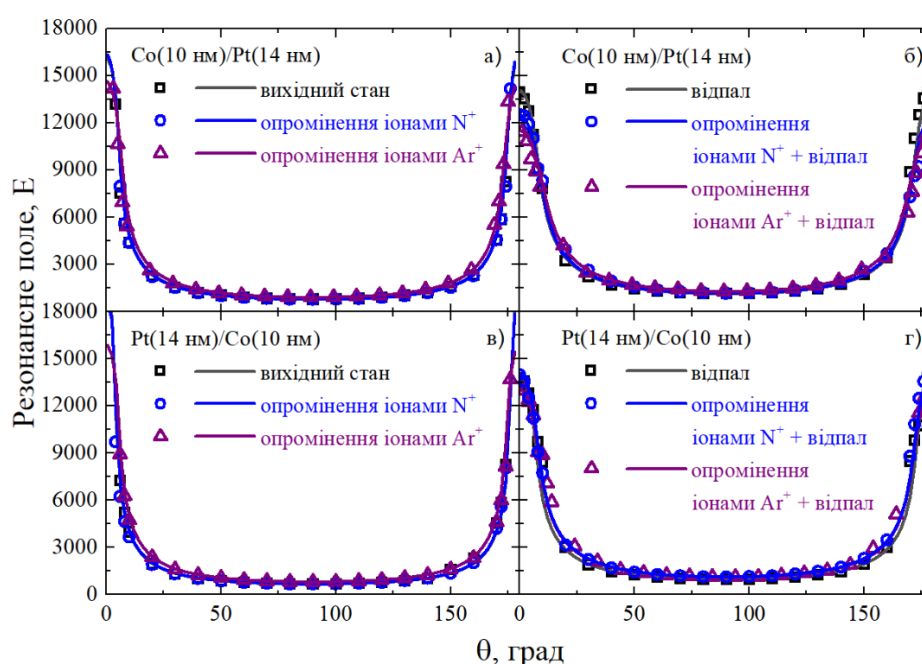 Резонансне поле, Е
18000
15000
12000
9000
6000
3000
18000
15000
12000
9000
6000
3000
0
Co(10 нм)/Pt(14 нм) а)
вихідний стан
опромінення іонами N⁺
опромінення іонами Ar⁺
Co(10 нм)/Pt(14 нм) б)
відпал
опромінення
іонами N⁺ + відпал
опромінення
іонами Ar⁺ + відпал
Pt(14 нм)/Co(10 нм) в)
вихідний стан
опромінення іонами N⁺
опромінення іонами Ar⁺
Pt(14 нм)/Co(10 нм) г)
відпал
опромінення
іонами N⁺ + відпал
опромінення
іонами Ar⁺ + відпал
0 50 100 150 0 50 100 150
θ, град